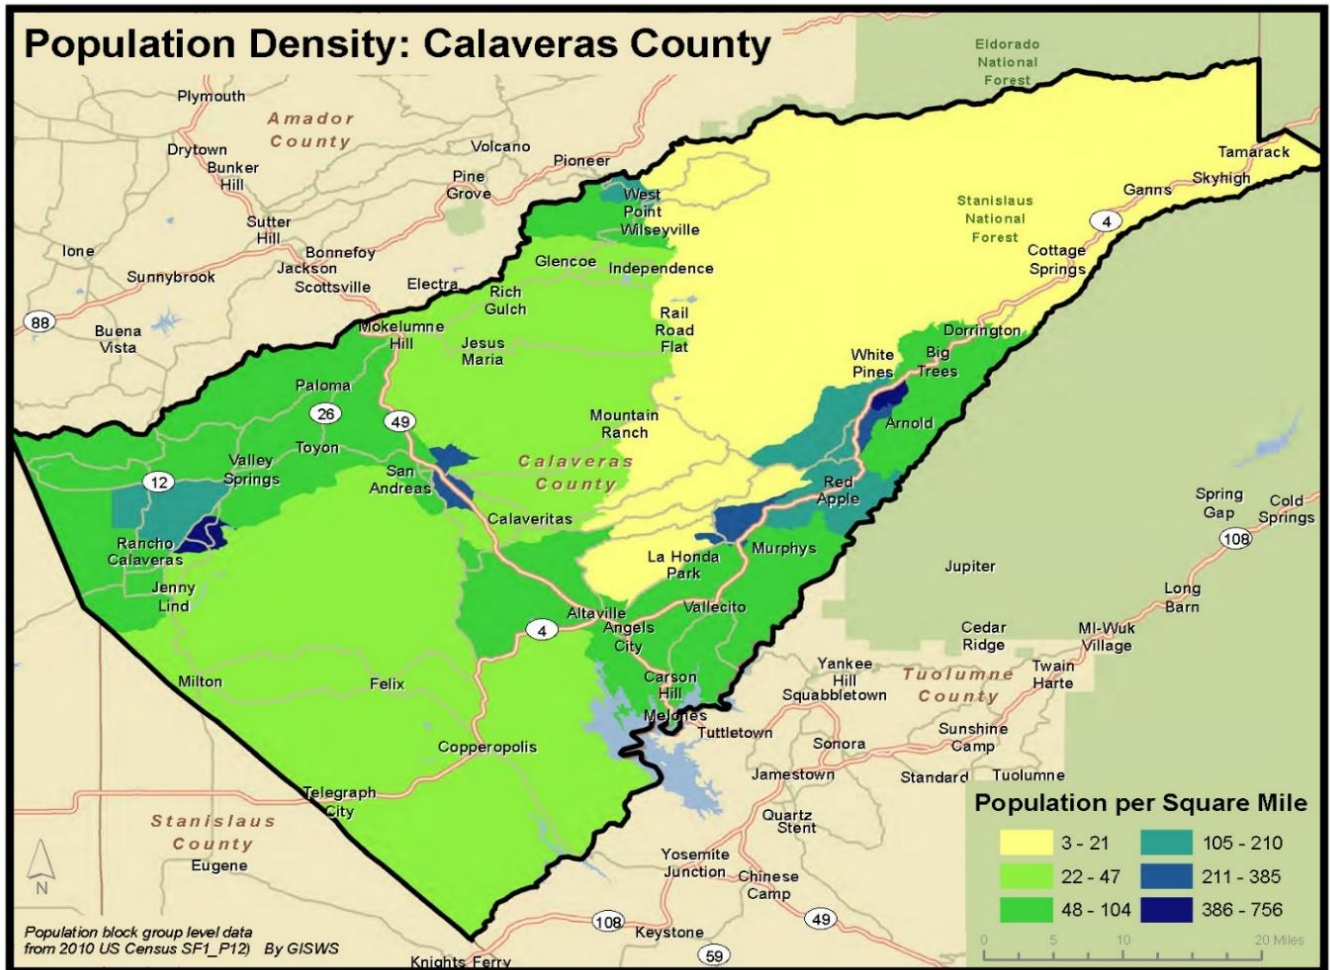 Population Density: Calaveras County
Eldorado
National
Forest
Plymouth
Amador
County
Drytown
Bunker
Hill
Volcano
Pioneer
Pine
Grove
Tamarack
Skyhigh
Ganns
West
Point
Wilseyville
Stanislaus
National
Forest
4
Sutter
Hill
Ione
Bonnefoy
Jackson
Scottsville
Sunnybrook
Electra
Glencoe
Independence
Cottage
Springs
Rich
Gulch
88
Buena
Vista
Mokelumne
Hill
Jesus
Maria
Rail
Road
Flat
Dorrington
White
Pines
Big
Trees
Paloma
26
49
Mountain
Ranch
Arnold
Toyon
Valley
Springs
San
Andreas
Calaveras
County
12
Red
Apple
Spring
Gap
Cold
Springs
108
Calaveritas
Rancho
Calaveras
La Honda
Park
Murphys
Jupiter
Jenny
Lind
Long
Barn
Altaville
Vallecito
4
Angels
City
Cedar
Ridge
MI-Wuk
Village
Milton
Felix
Carson
Hill
Yankee
Hill
Squabbletown
Tuolumne
County
Twain
Harte
Melones
Tuttletown
Copperopolis
Sonora
Sunshine
Camp
Jamestown
Standard
Tuolumne
Telegraph
City
Stanislaus
County
Eugene
Quartz
Stent
Yosemite
Junction
Chinese
Camp
108
49
Keystone
59
Knights Ferry
N
Population block group level data
from 2010 US Census SF1_P12) By GISWS
Population per Square Mile
3 - 21
105 - 210
22 - 47
211 - 385
48 - 104
386 - 756
0 5 10 20 Miles